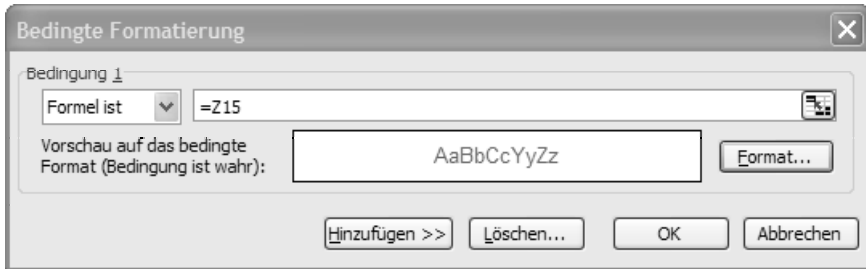 Bedingte Formatierung
Bedingung 1
Formel ist =Z15
Vorschau auf das bedingte
Format (Bedingung ist wahr):
AaBbCcYyZz
Format...
Hinzufügen >> Löschen... OK Abbrechen